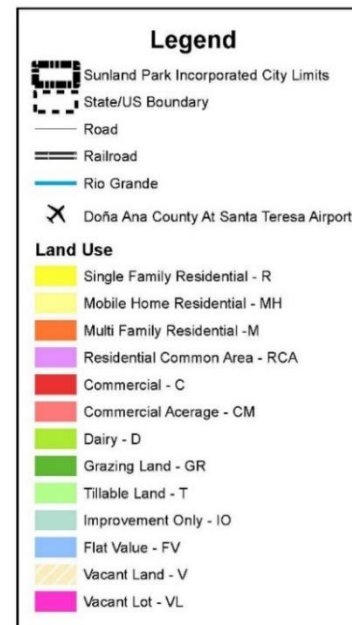 Legend
Sunland Park Incorporated City Limits
State/US Boundary
Road
Railroad
Rio Grande
Doña Ana County At Santa Teresa Airport
Land Use
Single Family Residential - R
Mobile Home Residential - MH
Multi Family Residential -M
Residential Common Area - RCA
Commercial - C
Commercial Acerage - CM
Dairy - D
Grazing Land - GR
Tillable Land - T
Improvement Only - IO
Flat Value - FV
Vacant Land - V
Vacant Lot - VL